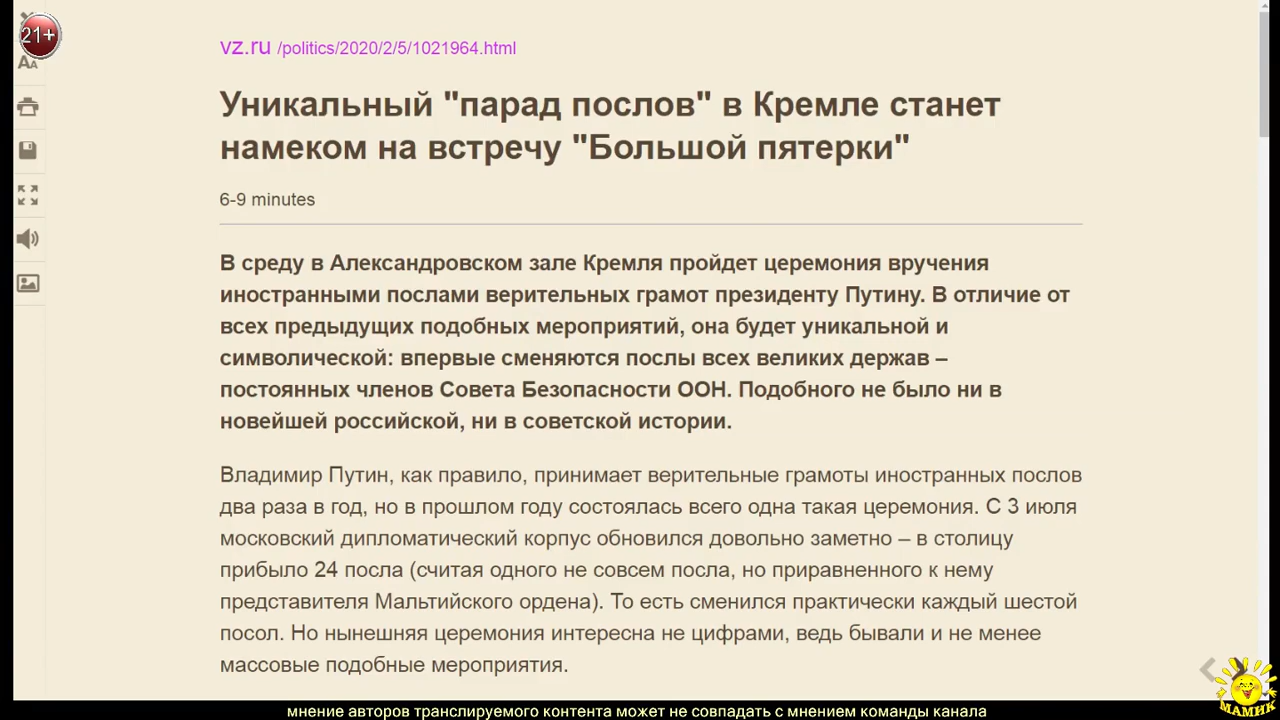 21+
AA
vz.ru /politics/2020/2/5/1021964.html
Уникальный "парад послов" в Кремле станет
намеком на встречу "Большой пятерки"
6-9 minutes
В среду в Александровском зале Кремля пройдет церемония вручения
иностранными послами верительных грамот президенту Путину. В отличие от
всех предыдущих подобных мероприятий, она будет уникальной и
символической: впервые сменяются послы всех великих держав –
постоянных членов Совета Безопасности ООН. Подобного не было ни в
новейшей российской, ни в советской истории.
Владимир Путин, как правило, принимает верительные грамоты иностранных послов
два раза в год, но в прошлом году состоялась всего одна такая церемония. С 3 июля
московский дипломатический корпус обновился довольно заметно – в столицу
прибыло 24 посла (считая одного не совсем посла, но приравненного к нему
представителя Мальтийского ордена). То есть сменился практически каждый шестой
посол. Но нынешняя церемония интересна не цифрами, ведь бывали и не менее
массовые подобные мероприятия.
МАМИК
мнение авторов транслируемого контента может не совпадать с мнением команды канала